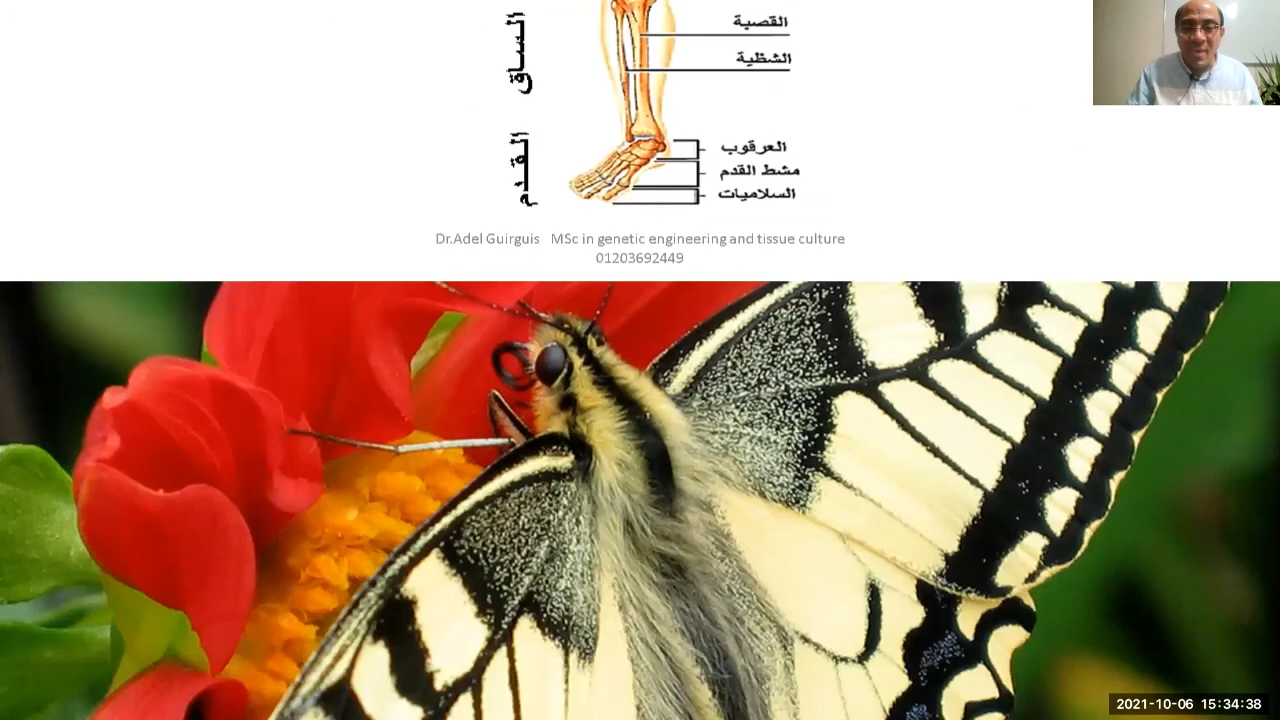 القصبة
الشظية
الساق
العرقوب
مشط القدم
السلاميات
القدم
Dr.Adel Guirguis MSc in genetic engineering and tissue culture
01203692449
2021-10-06 15:34:38